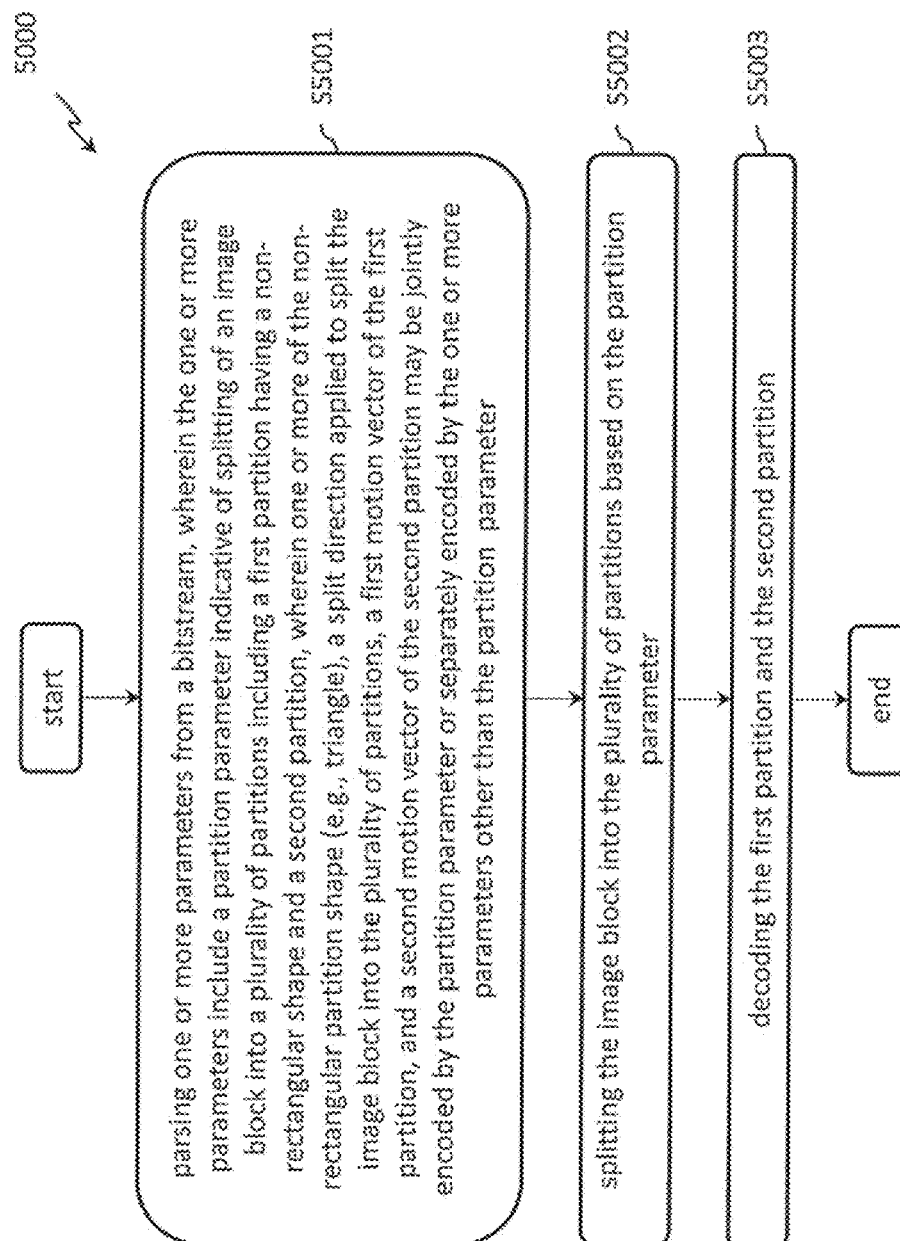 5000
start
parsing one or more parameters from a bitstream, wherein the one or more
parameters include a partition parameter indicative of splitting of an image
block into a plurality of partitions including a first partition having a non-
rectangular shape and a second partition, wherein one or more of the non-
rectangular partition shape (e.g., triangle), a split direction applied to split the
image block into the plurality of partitions, a first motion vector of the first
partition, and a second motion vector of the second partition may be jointly
encoded by the partition parameter or separately encoded by the one or more
parameters other than the partition parameter
S5001
splitting the image block into the plurality of partitions based on the partition
parameter
S5002
decoding the first partition and the second partition
S5003
end